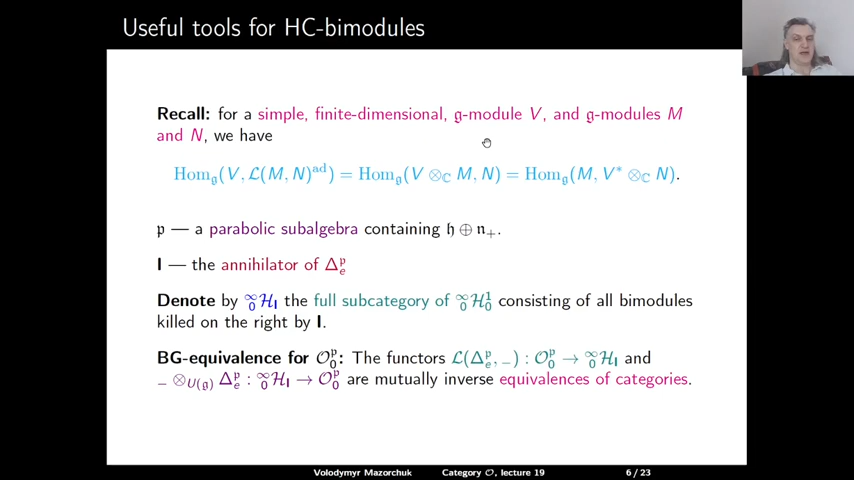 Useful tools for HC-bimodules
Recall: for a simple, finite-dimensional, 𝔤-module V, and 𝔤-modules M
and N, we have
Hom_𝔤(V, ℒ(M, N)^ad) = Hom_𝔤(V ⊗_ℂ M, N) = Hom_𝔤(M, V* ⊗_ℂ N).
𝔭 — a parabolic subalgebra containing 𝔥 ⊕ 𝔫₊.
I — the annihilator of Δ_e^𝔭
Denote by ^∞_0ℋ_I the full subcategory of ^∞_0ℋ^1_0 consisting of all bimodules
killed on the right by I.
BG-equivalence for 𝒪_0^𝔭: The functors ℒ(Δ_e^𝔭, _) : 𝒪_0^𝔭 → ^∞_0ℋ_I and
_ ⊗_{U(𝔤)} Δ_e^𝔭 : ^∞_0ℋ_I → 𝒪_0^𝔭 are mutually inverse equivalences of categories.
Volodymyr Mazorchuk Category 𝒪, lecture 19 6/23